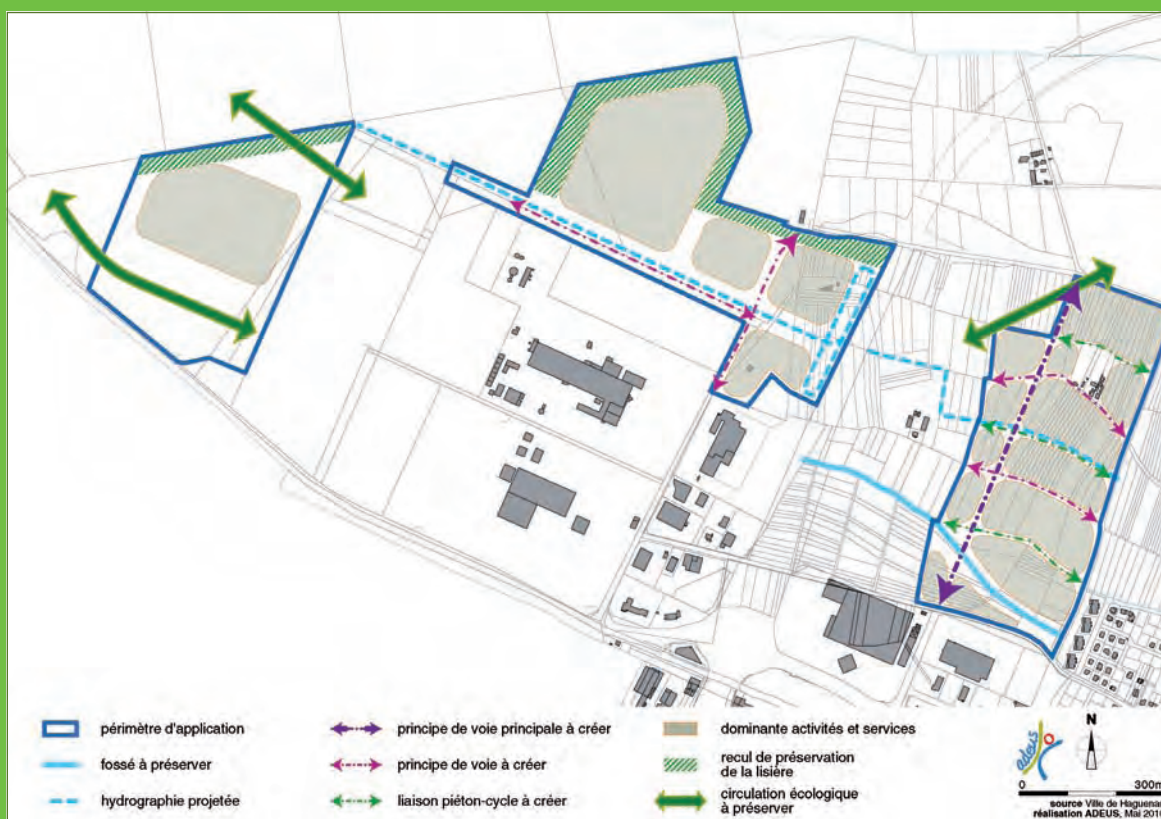 périmètre d'application
fossé à préserver
hydrographie projetée
principe de voie principale à créer
principe de voie à créer
liaison piéton-cycle à créer
dominante activités et services
recul de préservation
de la lisière
circulation écologique
à préserver
adeus
N
0 300m
source Ville de Haguenau
réalisation ADEUS, Mai